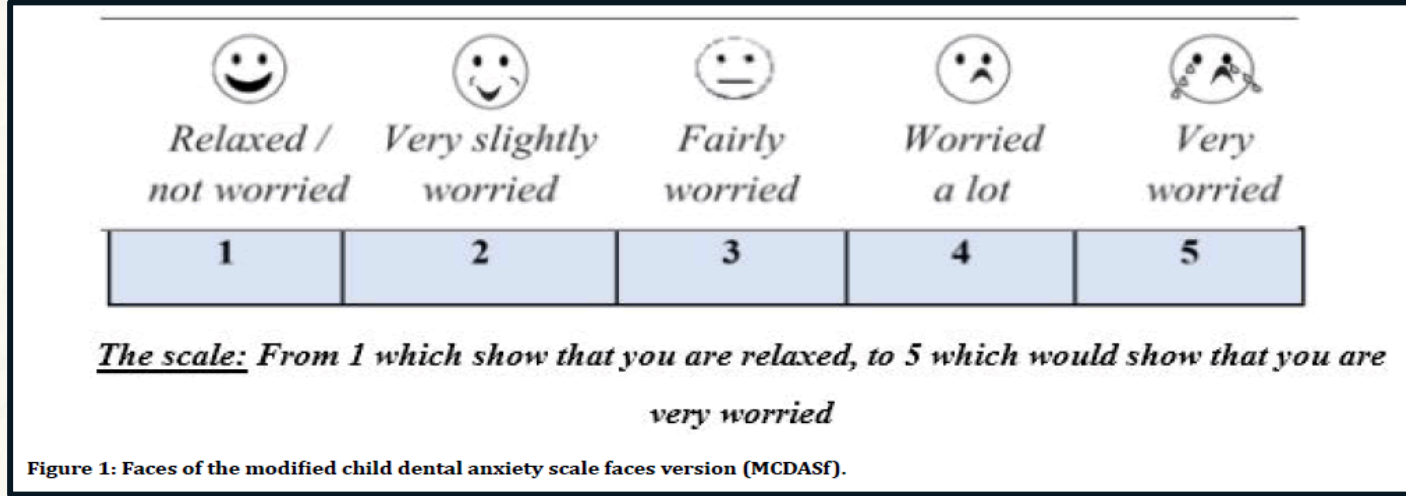 Relaxed / Very slightly Fairly Worried Very
not worried worried worried a lot worried
1 2 3 4 5
The scale: From 1 which show that you are relaxed, to 5 which would show that you are
very worried
Figure 1: Faces of the modified child dental anxiety scale faces version (MCDASf).